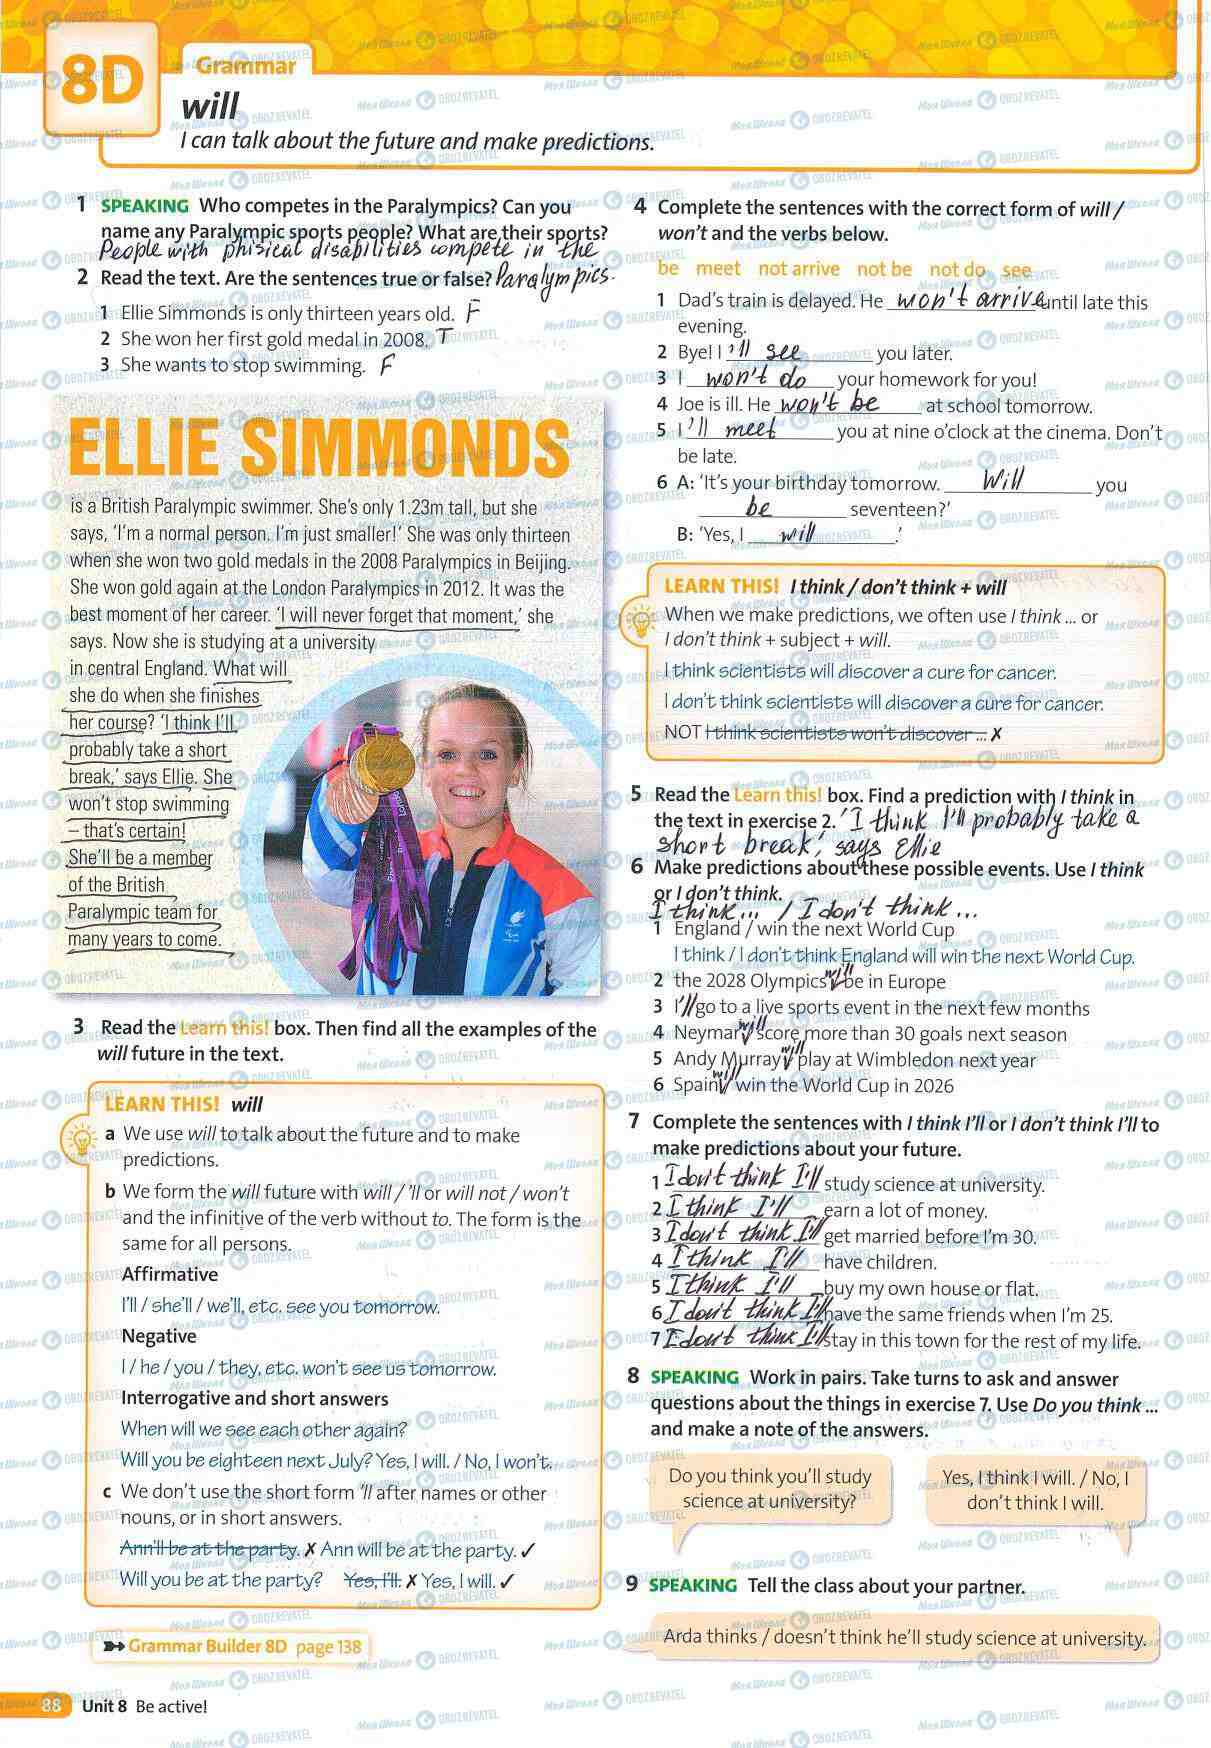 8D
Grammar
will
I can talk about the future and make predictions.
1 SPEAKING Who competes in the Paralympics? Can you
name any Paralympic sports people? What are their sports?
People with phisical disabilities compete in the
2 Read the text. Are the sentences true or false? Paralympics.
1 Ellie Simmonds is only thirteen years old. F
2 She won her first gold medal in 2008. T
3 She wants to stop swimming. F
ELLIE SIMMONDS
is a British Paralympic swimmer. She's only 1.23m tall, but she
says, 'I'm a normal person. I'm just smaller!' She was only thirteen
when she won two gold medals in the 2008 Paralympics in Beijing.
She won gold again at the London Paralympics in 2012. It was the
best moment of her career. 'I will never forget that moment,' she
says. Now she is studying at a university
in central England. What will
she do when she finishes
her course? 'I think I'll
probably take a short
break,' says Ellie. She
won't stop swimming
– that's certain!
She'll be a member
of the British
Paralympic team for
many years to come.
3 Read the Learn this! box. Then find all the examples of the
will future in the text.
LEARN THIS! will
a We use will to talk about the future and to make
predictions.
b We form the will future with will / 'll or will not / won't
and the infinitive of the verb without to. The form is the
same for all persons.
Affirmative
I'll / she'll / we'll, etc. see you tomorrow.
Negative
I / he / you / they, etc. won't see us tomorrow.
Interrogative and short answers
When will we see each other again?
Will you be eighteen next July? Yes, I will. / No, I won't.
c We don't use the short form 'll after names or other
nouns, or in short answers.
Ann'll be at the party. ✗ Ann will be at the party. ✓
Will you be at the party? Yes, I'll. ✗ Yes, I will. ✓
Grammar Builder 8D page 138
88 Unit 8 Be active!
4 Complete the sentences with the correct form of will /
won't and the verbs below.
be meet not arrive not be not do see
1 Dad's train is delayed. He won't arrive until late this
evening.
2 Bye! I 'll see you later.
3 I won't do your homework for you!
4 Joe is ill. He won't be at school tomorrow.
5 I 'll meet you at nine o'clock at the cinema. Don't
be late.
6 A: 'It's your birthday tomorrow. Will you
be seventeen?'
B: 'Yes, I will.'
LEARN THIS! I think / don't think + will
When we make predictions, we often use I think ... or
I don't think + subject + will.
I think scientists will discover a cure for cancer.
I don't think scientists will discover a cure for cancer.
NOT I think scientists won't discover ... ✗
5 Read the Learn this! box. Find a prediction with I think in
the text in exercise 2. 'I think I'll probably take a
short break,' says Ellie
6 Make predictions about these possible events. Use I think
or I don't think.
I think... / I don't think...
1 England / win the next World Cup
I think / I don't think England will win the next World Cup.
2 the 2028 Olympics will be in Europe
3 I'll go to a live sports event in the next few months
4 Neymar will score more than 30 goals next season
5 Andy Murray will play at Wimbledon next year
6 Spain will win the World Cup in 2026
7 Complete the sentences with I think I'll or I don't think I'll to
make predictions about your future.
1 I don't think I'll study science at university.
2 I think I'll earn a lot of money.
3 I don't think I'll get married before I'm 30.
4 I think I'll have children.
5 I think I'll buy my own house or flat.
6 I don't think I'll have the same friends when I'm 25.
7 I don't think I'll stay in this town for the rest of my life.
8 SPEAKING Work in pairs. Take turns to ask and answer
questions about the things in exercise 7. Use Do you think ...
and make a note of the answers.
Do you think you'll study
science at university?
Yes, I think I will. / No, I
don't think I will.
9 SPEAKING Tell the class about your partner.
Arda thinks / doesn't think he'll study science at university.